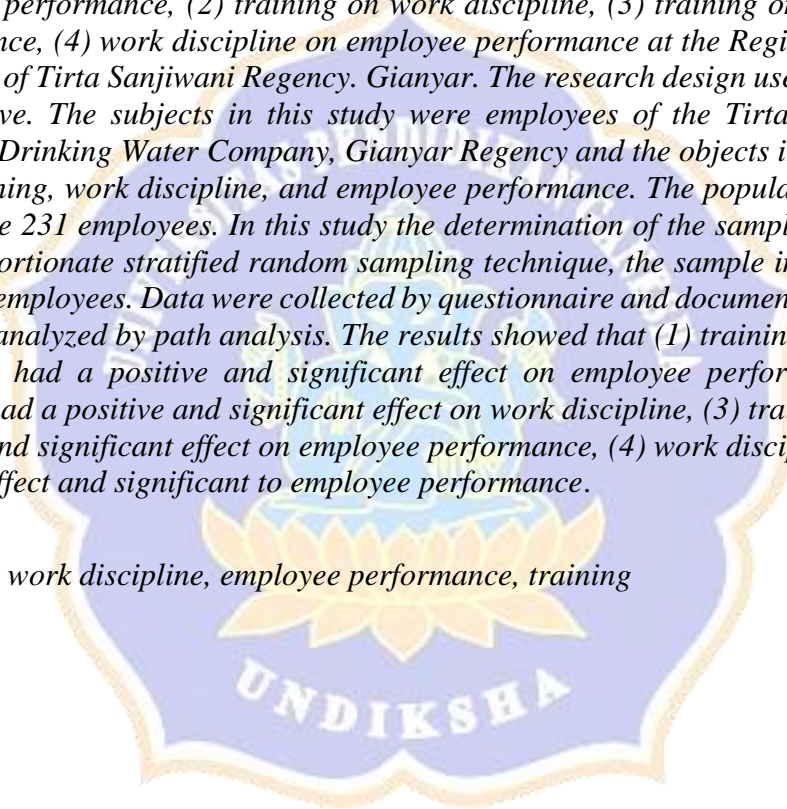 performance, (2) training on work discipline, (3) training o
nce, (4) work discipline on employee performance at the Regi
of Tirta Sanjiwani Regency. Gianyar. The research design use
ve. The subjects in this study were employees of the Tirta
Drinking Water Company, Gianyar Regency and the objects i
ning, work discipline, and employee performance. The popula
e 231 employees. In this study the determination of the sampl
portionate stratified random sampling technique, the sample i
employees. Data were collected by questionnaire and documen
analyzed by path analysis. The results showed that (1) trainin
had a positive and significant effect on employee perfor
ad a positive and significant effect on work discipline, (3) tra
nd significant effect on employee performance, (4) work disci
ffect and significant to employee performance.
work discipline, employee performance, training
UNDIKSHA